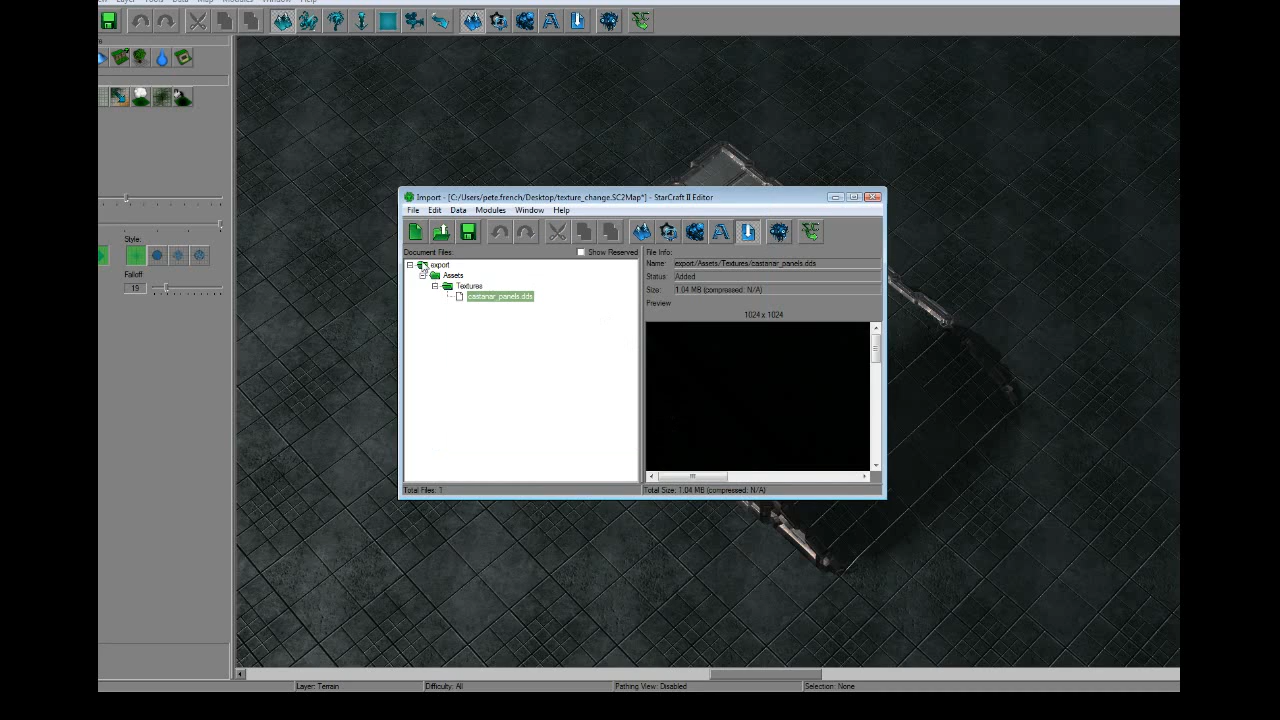 Import - [C:/Users/pete.french/Desktop/texture_change.SC2Map*] - StarCraft II Editor
File Edit Data Modules Window Help
Document Files:
Show Reserved
export
Assets
Textures
castanar_panels.dds
Total Files: 1
File Info:
Name: export/Assets/Textures/castanar_panels.dds
Status: Added
Size: 1.04 MB (compressed: N/A)
Preview
1024 x 1024
Total Size: 1.04 MB (compressed: N/A)
Style:
Falloff
19
Layer: Terrain
Difficulty: All
Pathing View: Disabled
Selection: None